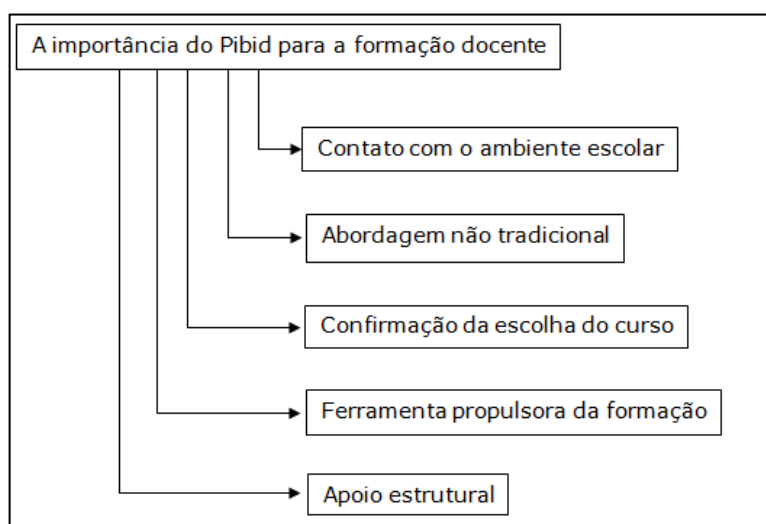 A importância do Pibid para a formação docente
Contato com o ambiente escolar
Abordagem não tradicional
Confirmação da escolha do curso
Ferramenta propulsora da formação
Apoio estrutural